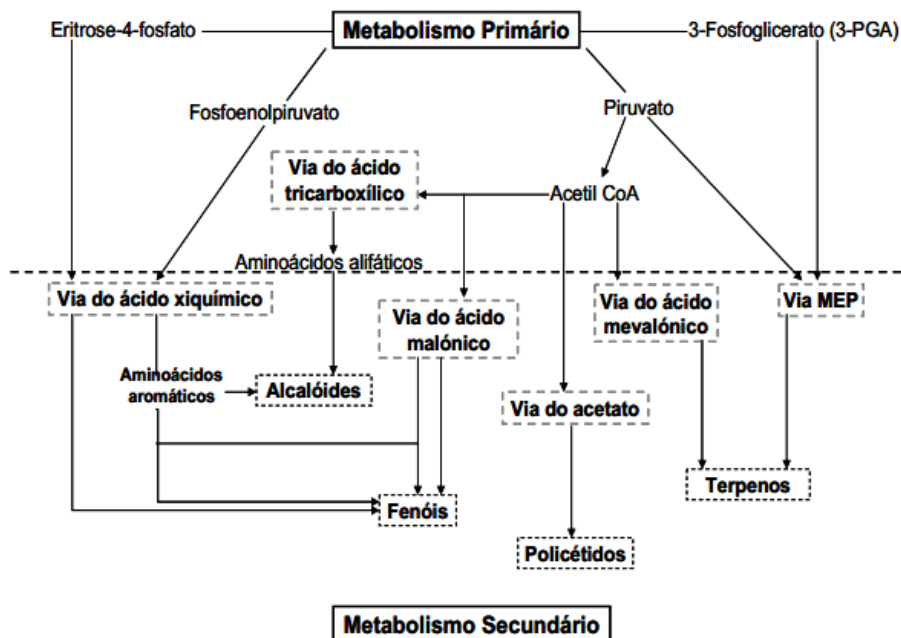 Eritrose-4-fosfato
Metabolismo Primário
3-Fosfoglicerato (3-PGA)
Fosfoenolpiruvato
Piruvato
Via do ácido
tricarboxílico
Acetil CoA
Aminoácidos alifáticos
Via do ácido xiquímico
Via do ácido
malónico
Via do ácido
mevalónico
Via MEP
Aminoácidos
aromáticos
Alcalóides
Via do acetato
Fenóis
Terpenos
Policétidos
Metabolismo Secundário